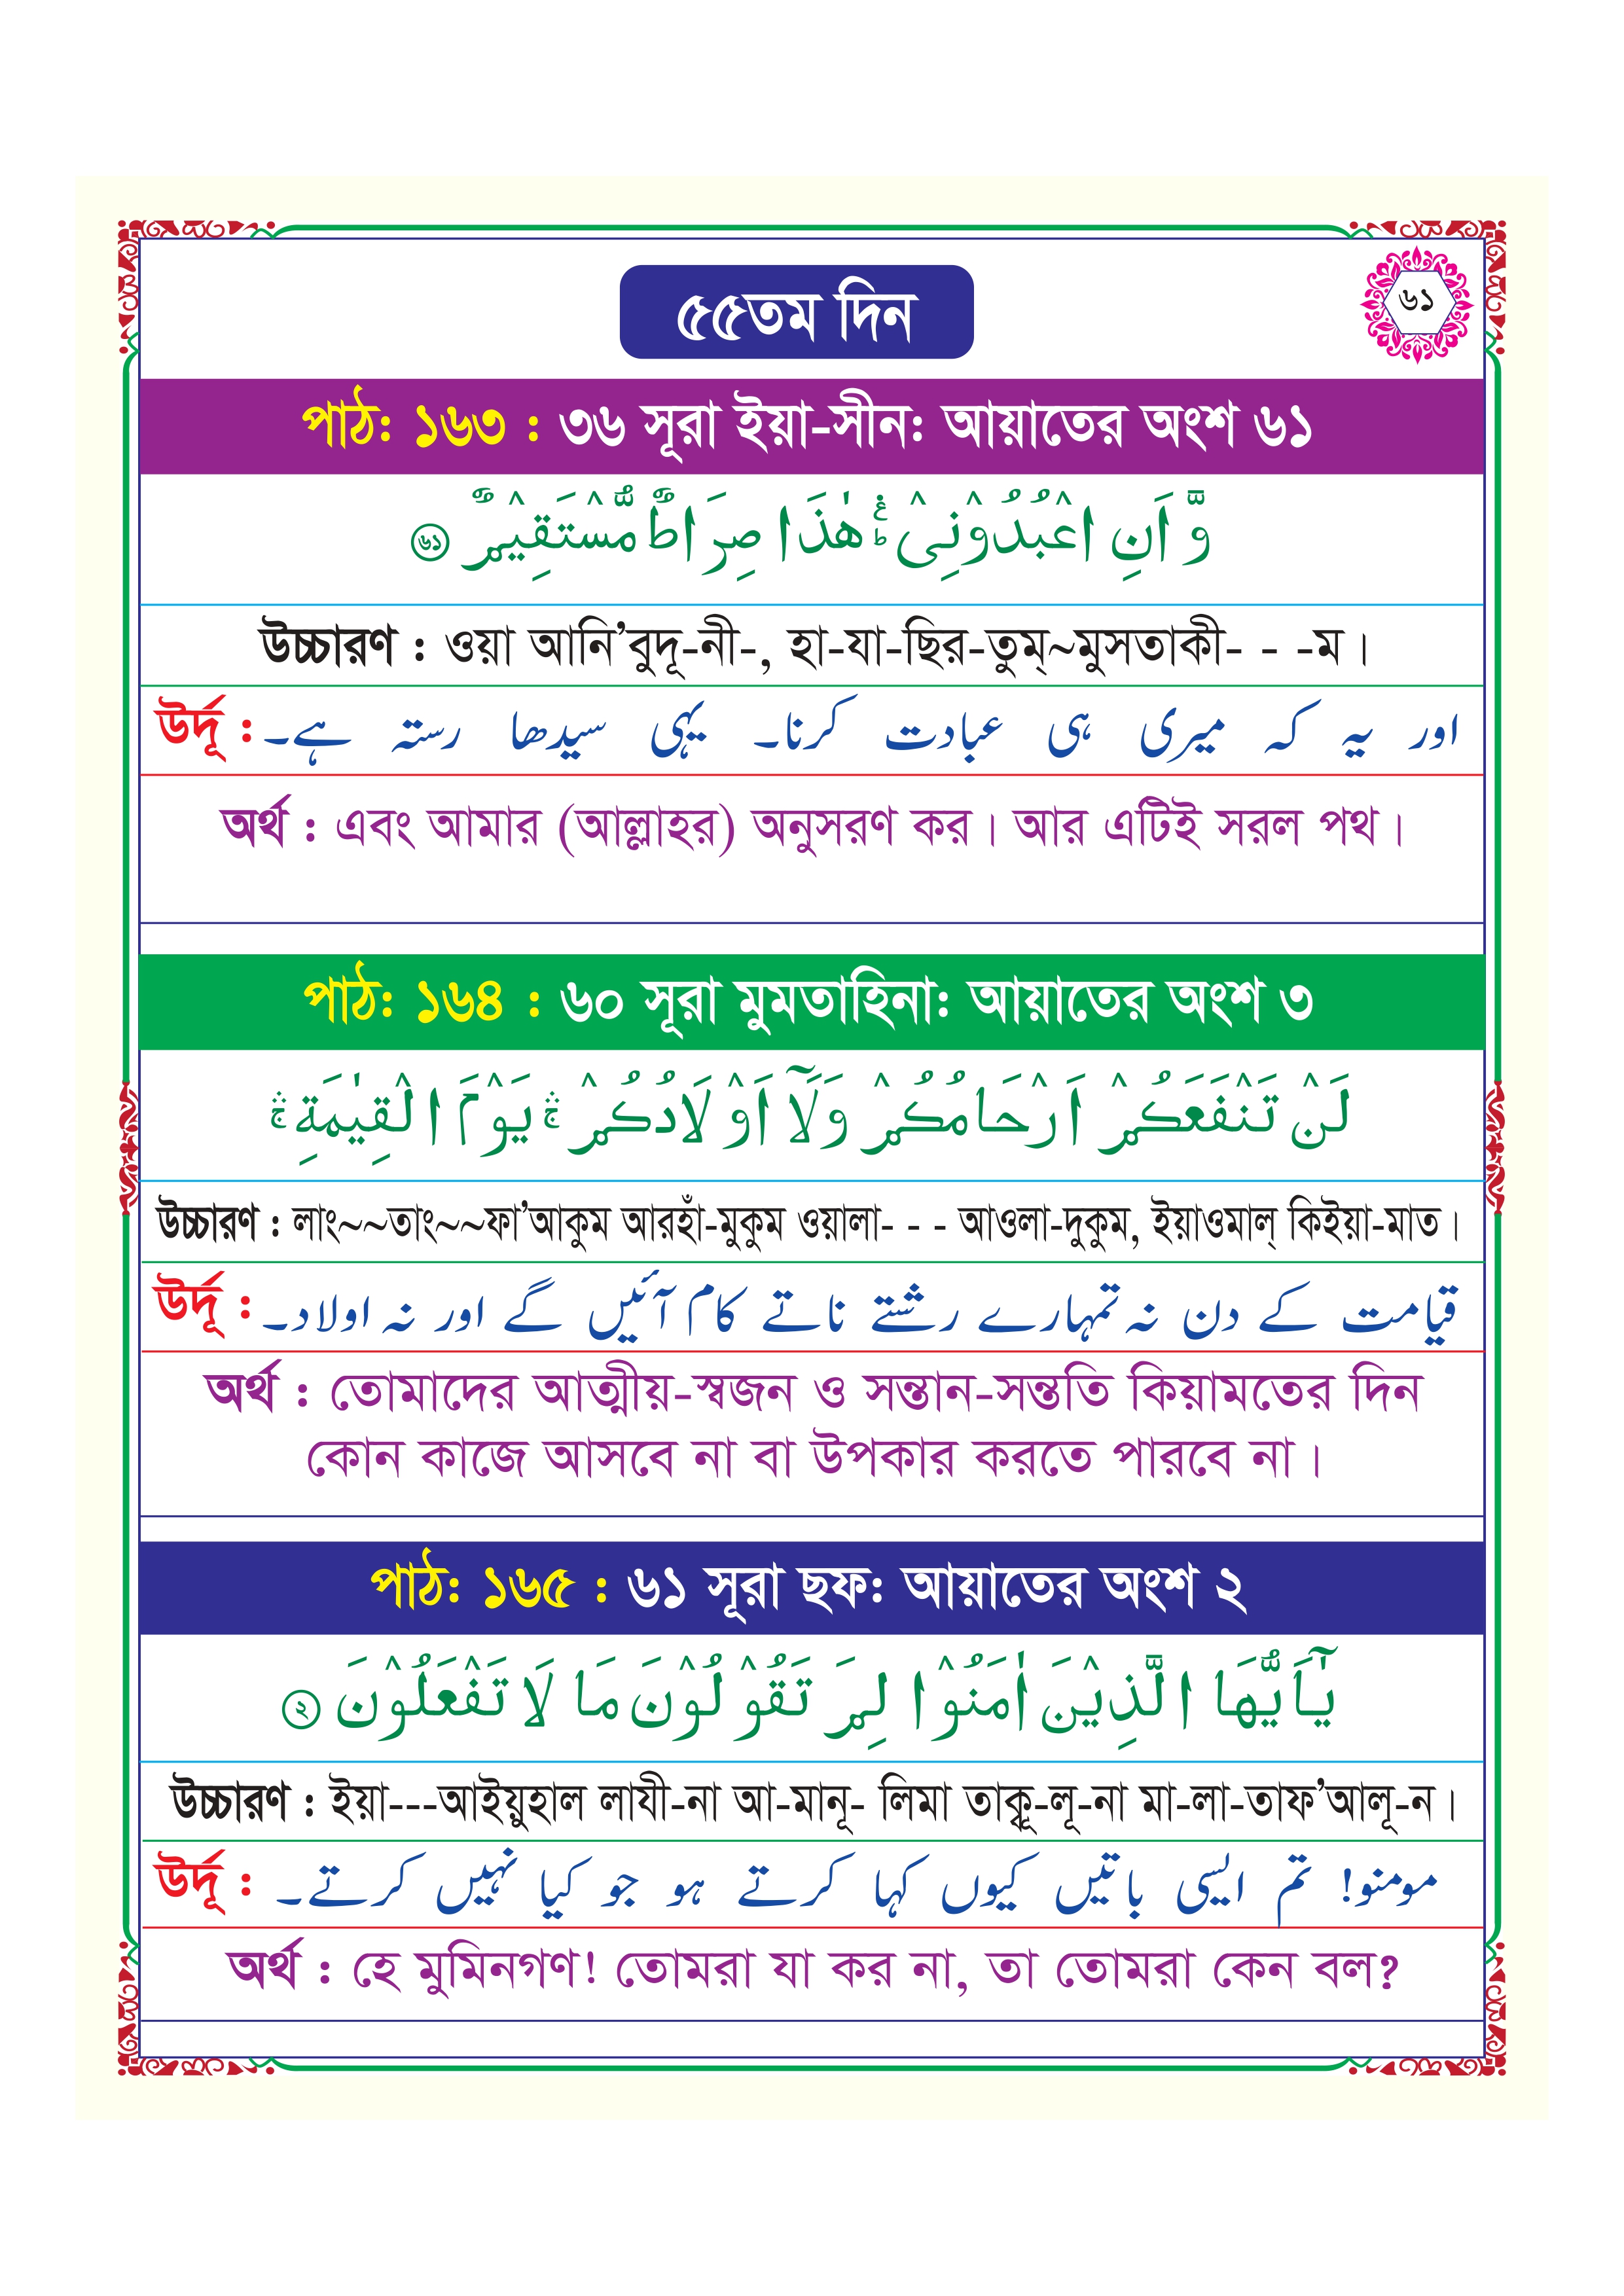 ৫৫তম দিন
৬১
পাঠ: ১৬৩ : ৩৬ সূরা ইয়া-সীন: আয়াতের অংশ ৬১
وَّ اَنِ اعْبُدُوْنِىْ ؕۚ هٰذَا صِرَاطٌ مُّسْتَقِيْمٌ ৬১
উচ্চারণ : ওয়া আনি’বুদূ-নী-, হা-যা-ছির-তুম্~মুসতাকী- - -ম।
উর্দূ : اور یہ کہ میری ہی عبادت کرنا۔ یہی سیدھا رستہ ہے۔
অর্থ : এবং আমার (আল্লাহর) অনুসরণ কর। আর এটিই সরল পথ।
পাঠ: ১৬৪ : ৬০ সূরা মুমতাহিনা: আয়াতের অংশ ৩
لَنْ تَنْفَعَكُمْ اَرْحَامُكُمْ وَلَآ اَوْلَادُكُمْ ۛۚ يَوْمَ الْقِيٰمَةِ ۛۚ
উচ্চারণ : লাং~~তাং~~ফা’আকুম আরহাঁ-মুকুম ওয়ালা- - - আওলা-দুকুম, ইয়াওমাল্ কিইয়া-মাত।
উর্দূ : قیامت کے دن نہ تمہارے رشتے ناتے کام آئیں گے اور نہ اولاد۔
অর্থ : তোমাদের আত্মীয়-স্বজন ও সন্তান-সন্ততি কিয়ামতের দিন
কোন কাজে আসবে না বা উপকার করতে পারবে না।
পাঠ: ১৬৫ : ৬১ সূরা ছফ: আয়াতের অংশ ২
يٰٓاَيُّهَا الَّذِيْنَ اٰمَنُوْا لِمَ تَقُوْلُوْنَ مَا لَا تَفْعَلُوْنَ ২
উচ্চারণ : ইয়া---আইয়ুহাল লাযী-না আ-মানূ- লিমা তাক্বূ-লূ-না মা-লা-তাফ’আলূ-ন।
উর্দূ : مومنو! تم ایسی باتیں کیوں کہا کرتے ہو جو کیا نہیں کرتے۔
অর্থ : হে মুমিনগণ! তোমরা যা কর না, তা তোমরা কেন বল?